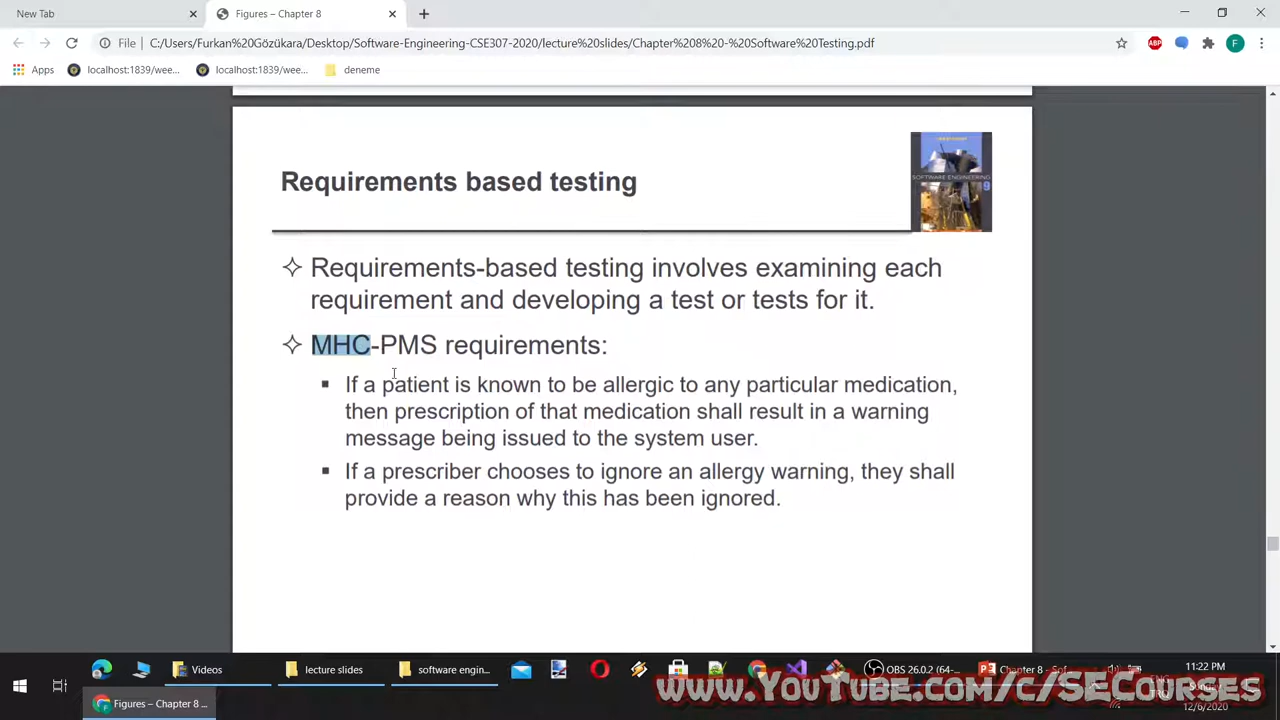 New Tab
Figures – Chapter 8
File
C:/Users/Furkan%20Gözükara/Desktop/Software-Engineering-CSE307-2020/lecture%20slides/Chapter%208%20-%20Software%20Testing.pdf
ABP
F
Apps
localhost:1839/wee...
localhost:1839/wee...
deneme
Requirements based testing
SOFTWARE ENGINEERING
9
Requirements-based testing involves examining each
requirement and developing a test or tests for it.
MHC-PMS requirements:
If a patient is known to be allergic to any particular medication,
then prescription of that medication shall result in a warning
message being issued to the system user.
If a prescriber chooses to ignore an allergy warning, they shall
provide a reason why this has been ignored.
Videos
lecture slides
software engin...
OBS 26.0.2 (64-...
Chapter 8 - Sof...
11:22 PM
Figures – Chapter 8 ...
www.YouTube.com/c/SECourses
12/6/2020